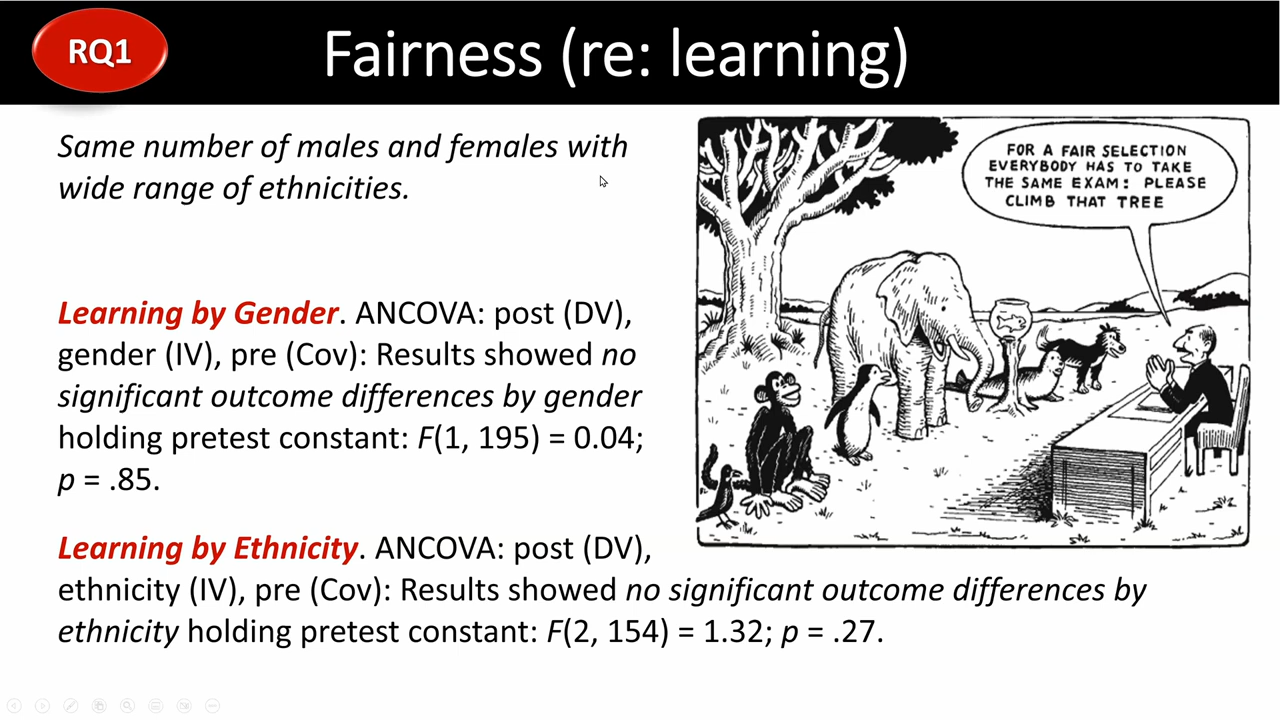 RQ1
Fairness (re: learning)
Same number of males and females with
wide range of ethnicities.
FOR A FAIR SELECTION
EVERYBODY HAS TO TAKE
THE SAME EXAM: PLEASE
CLIMB THAT TREE
Learning by Gender. ANCOVA: post (DV),
gender (IV), pre (Cov): Results showed no
significant outcome differences by gender
holding pretest constant: F(1, 195) = 0.04;
p = .85.
Learning by Ethnicity. ANCOVA: post (DV),
ethnicity (IV), pre (Cov): Results showed no significant outcome differences by
ethnicity holding pretest constant: F(2, 154) = 1.32; p = .27.